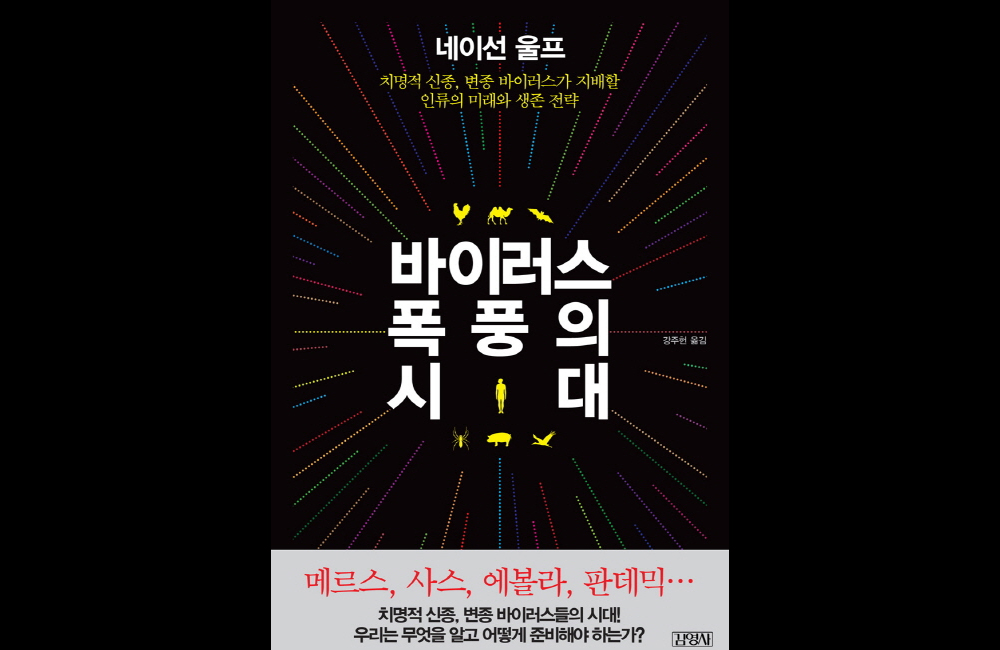 네이선 울프
치명적 신종, 변종 바이러스가 지배할
인류의 미래와 생존 전략
바이러스
폭풍의
시대
강주헌 옮김
메르스, 사스, 에볼라, 판데믹…
치명적 신종, 변종 바이러스들의 시대!
우리는 무엇을 알고 어떻게 준비해야 하는가?
김영사